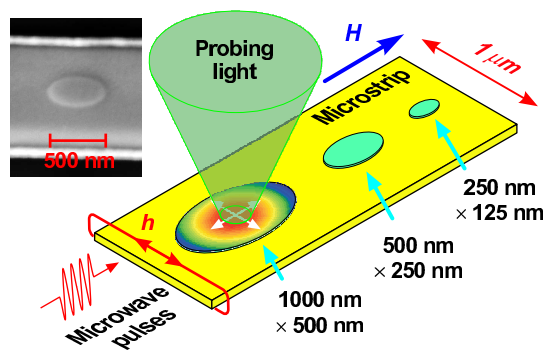 500 nm
Probing
light
H
1 μm
Microstrip
h
Microwave
pulses
1000 nm
× 500 nm
500 nm
× 250 nm
250 nm
× 125 nm